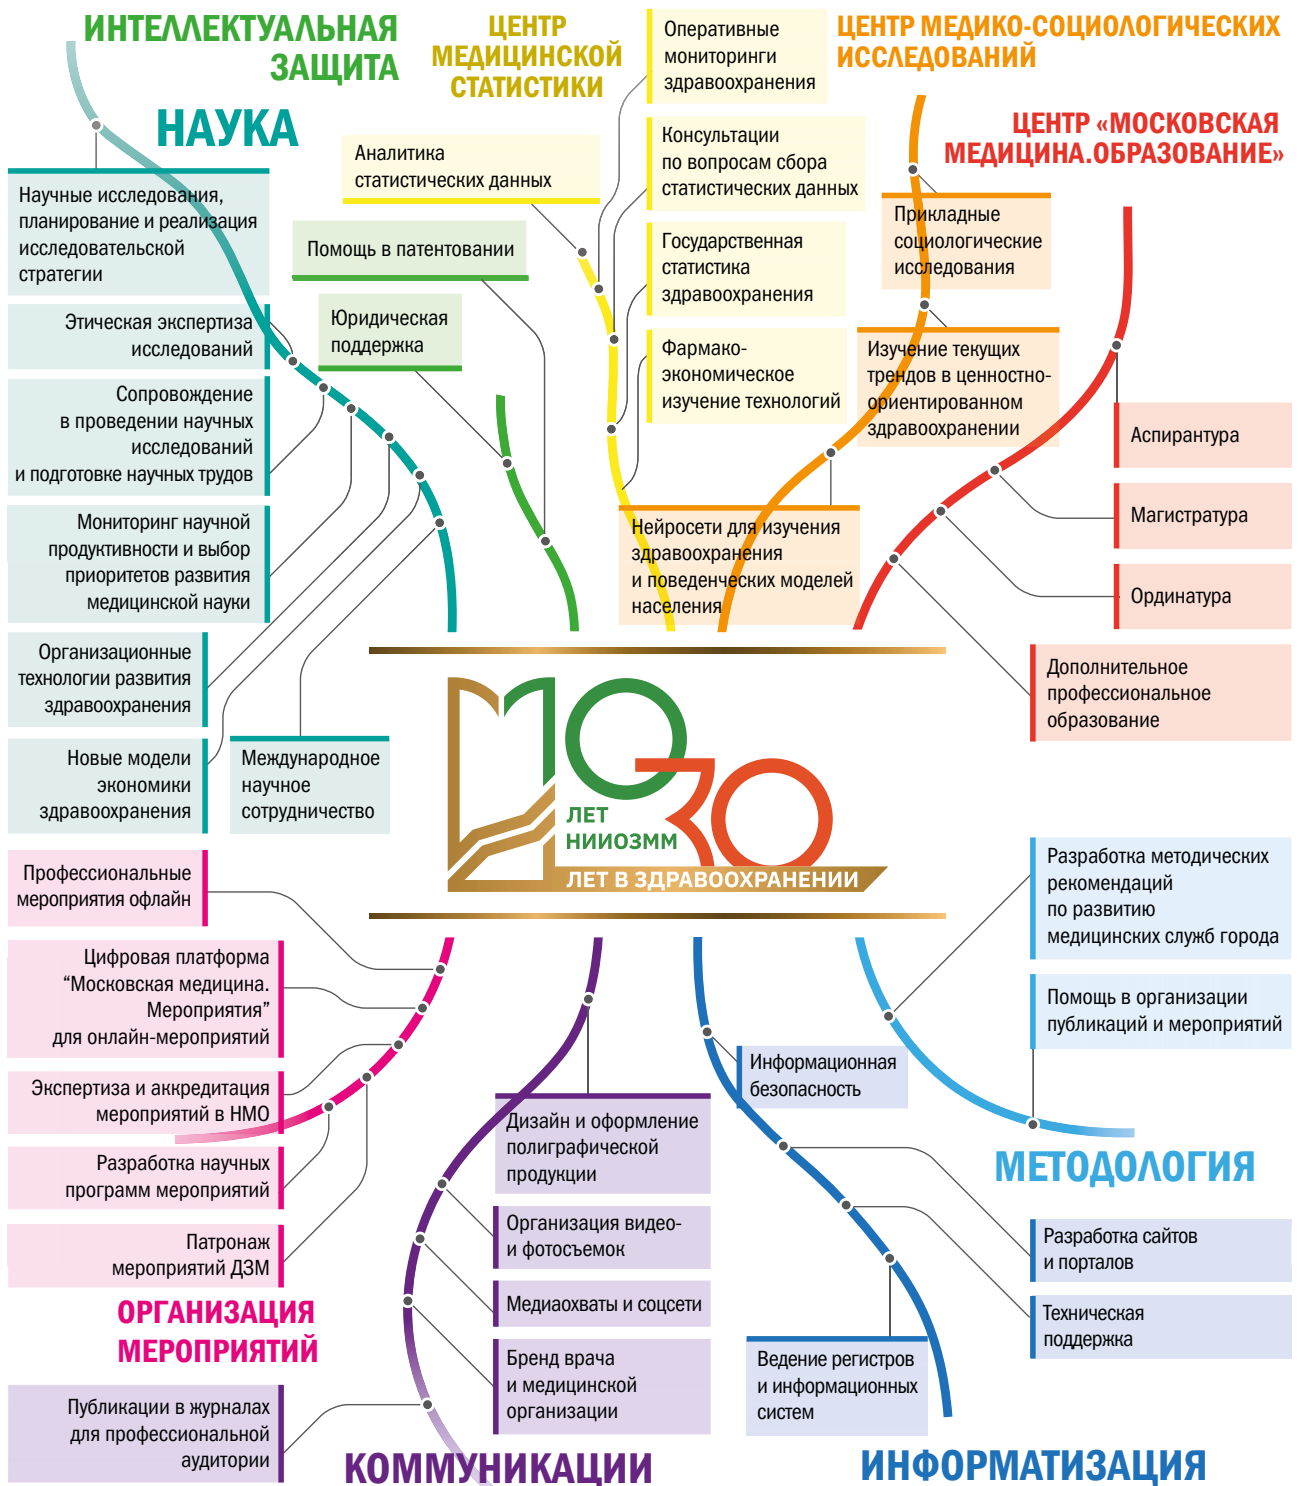 ИНТЕЛЛЕКТУАЛЬНАЯ
ЗАЩИТА
ЦЕНТР
МЕДИЦИНСКОЙ
СТАТИСТИКИ
Оперативные
мониторинги
здравоохранения
ЦЕНТР МЕДИКО-СОЦИОЛОГИЧЕСКИХ
ИССЛЕДОВАНИЙ
НАУКА
ЦЕНТР «МОСКОВСКАЯ
МЕДИЦИНА.ОБРАЗОВАНИЕ»
Аналитика
статистических данных
Консультации
по вопросам сбора
статистических данных
Научные исследования,
планирование и реализация
исследовательской
стратегии
Помощь в патентовании
Государственная
статистика
здравоохранения
Прикладные
социологические
исследования
Этическая экспертиза
исследований
Юридическая
поддержка
Фармако-
экономическое
изучение технологий
Изучение текущих
трендов в ценностно-
ориентированном
здравоохранении
Сопровождение
в проведении научных
исследований
и подготовке научных трудов
Аспирантура
Мониторинг научной
продуктивности и выбор
приоритетов развития
медицинской науки
Нейросети для изучения
здравоохранения
и поведенческих моделей
населения
Магистратура
Ординатура
Организационные
технологии развития
здравоохранения
Дополнительное
профессиональное
образование
Новые модели
экономики
здравоохранения
Международное
научное
сотрудничество
10
30
ЛЕТ
НИИОЗММ
ЛЕТ В ЗДРАВООХРАНЕНИИ
Профессиональные
мероприятия офлайн
Разработка методических
рекомендаций
по развитию
медицинских служб города
Цифровая платформа
“Московская медицина.
Мероприятия”
для онлайн-мероприятий
Помощь в организации
публикаций и мероприятий
Экспертиза и аккредитация
мероприятий в НМО
Информационная
безопасность
Дизайн и оформление
полиграфической
продукции
МЕТОДОЛОГИЯ
Разработка научных
программ мероприятий
Организация видео-
и фотосъемок
Разработка сайтов
и порталов
Патронаж
мероприятий ДЗМ
Медиаохваты и соцсети
Техническая
поддержка
ОРГАНИЗАЦИЯ
МЕРОПРИЯТИЙ
Бренд врача
и медицинской
организации
Ведение регистров
и информационных
систем
Публикации в журналах
для профессиональной
аудитории
КОММУНИКАЦИИ
ИНФОРМАТИЗАЦИЯ